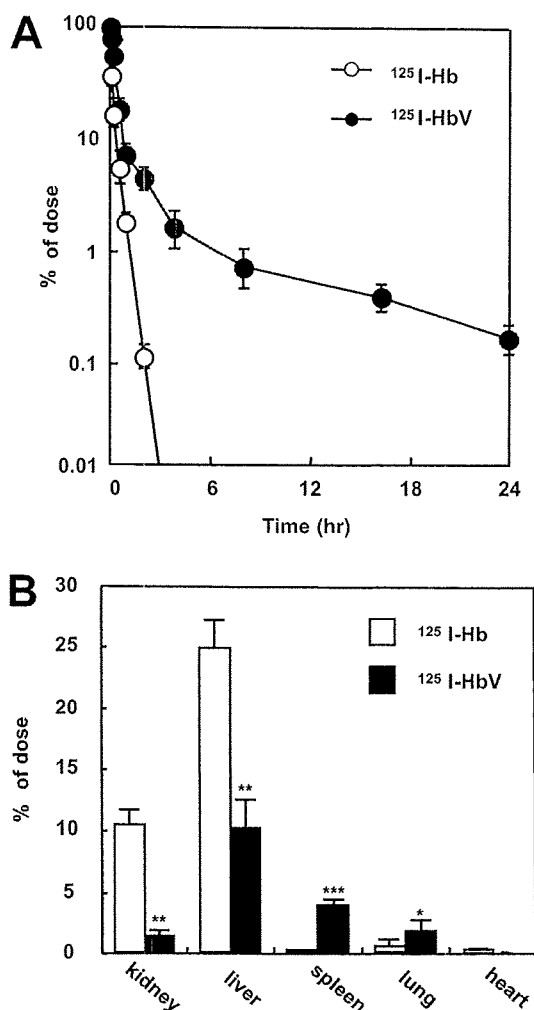 A
100
10
1
0.1
0.01
% of dose
125I-Hb
125I-HbV
0 6 12 18 24
Time (hr)
B
30
25
20
15
10
5
0
% of dose
125I-Hb
125I-HbV
** ** *** *
kidney liver spleen lung heart